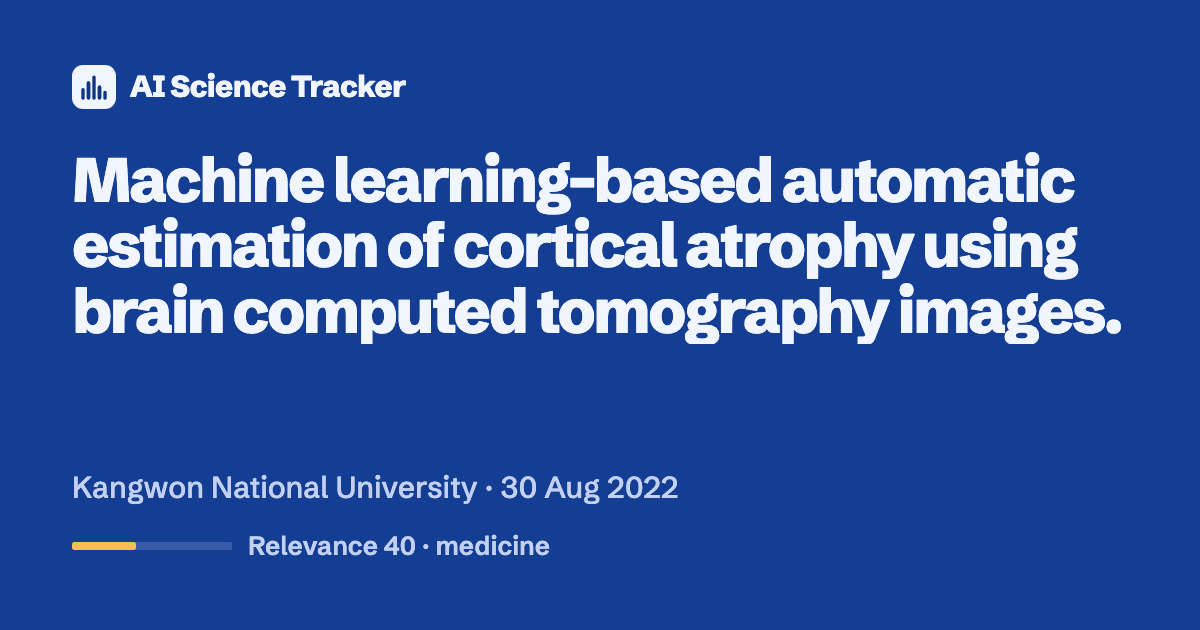 AI Science Tracker
Machine learning-based automatic
estimation of cortical atrophy using
brain computed tomography images.
Kangwon National University · 30 Aug 2022
Relevance 40 · medicine